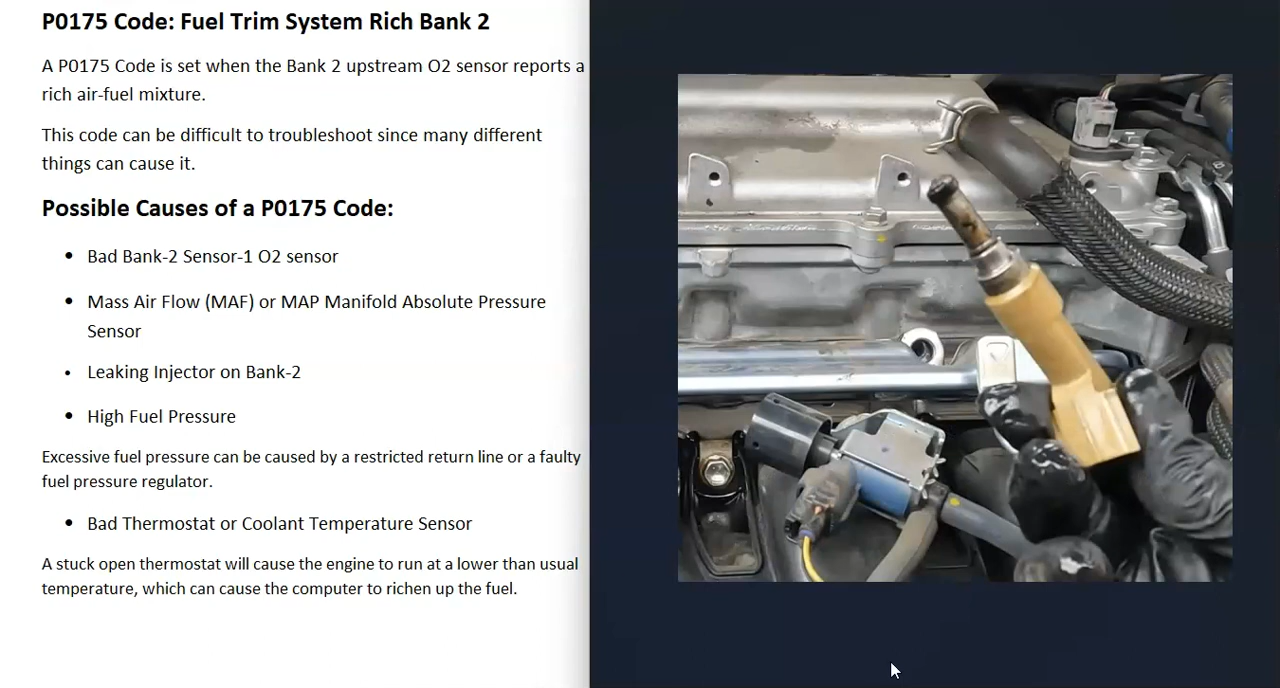 P0175 Code: Fuel Trim System Rich Bank 2
A P0175 Code is set when the Bank 2 upstream O2 sensor reports a
rich air-fuel mixture.
This code can be difficult to troubleshoot since many different
things can cause it.
Possible Causes of a P0175 Code:
• Bad Bank-2 Sensor-1 O2 sensor
• Mass Air Flow (MAF) or MAP Manifold Absolute Pressure
Sensor
• Leaking Injector on Bank-2
• High Fuel Pressure
Excessive fuel pressure can be caused by a restricted return line or a faulty
fuel pressure regulator.
• Bad Thermostat or Coolant Temperature Sensor
A stuck open thermostat will cause the engine to run at a lower than usual
temperature, which can cause the computer to richen up the fuel.